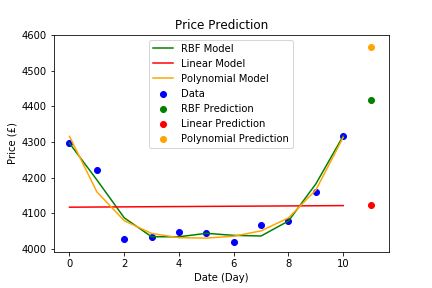 Price Prediction
4600
4500
4400
4300
4200
4100
4000
Price (£)
RBF Model
Linear Model
Polynomial Model
Data
RBF Prediction
Linear Prediction
Polynomial Prediction
0 2 4 6 8 10
Date (Day)